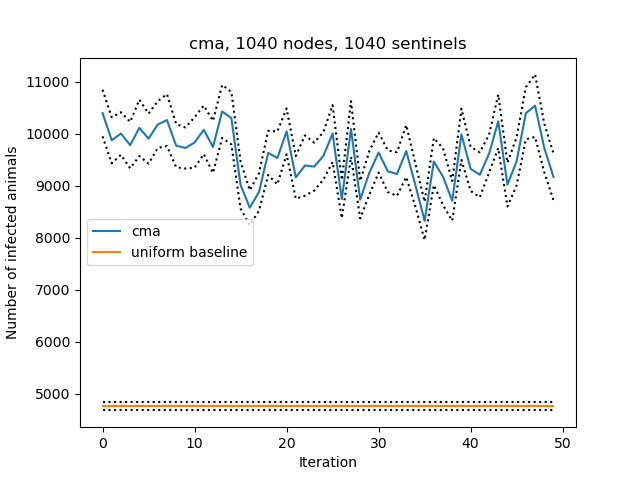 cma, 1040 nodes, 1040 sentinels
Number of infected animals
11000
10000
9000
8000
7000
6000
5000
cma
uniform baseline
0
10
20
30
40
50
Iteration